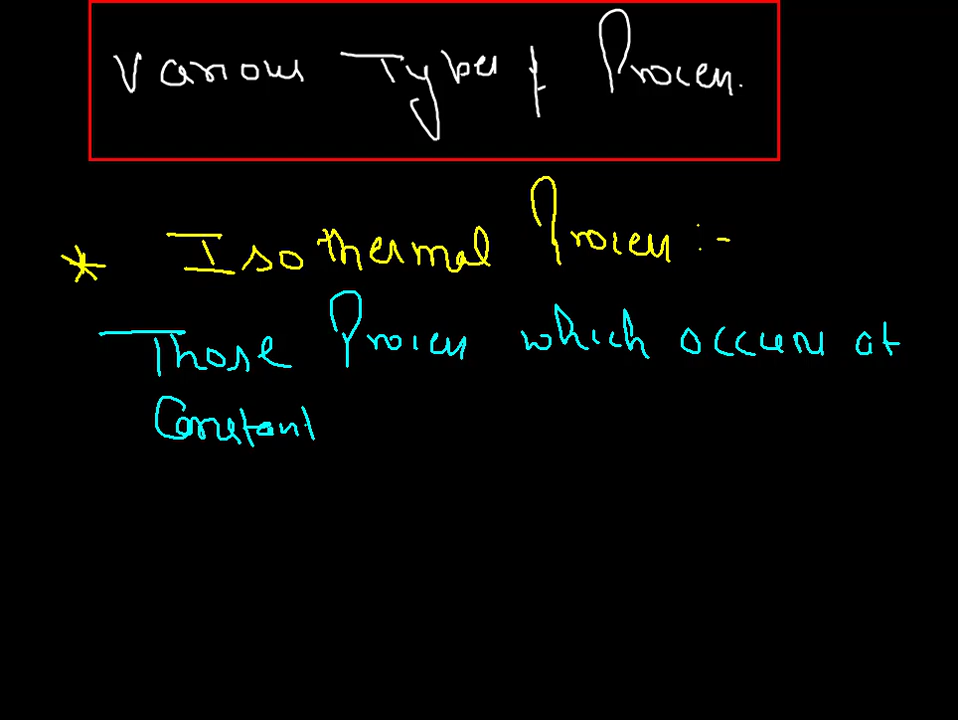 Various Types of Process.
* Isothermal Process :-
Those Process which occurs at
Constant